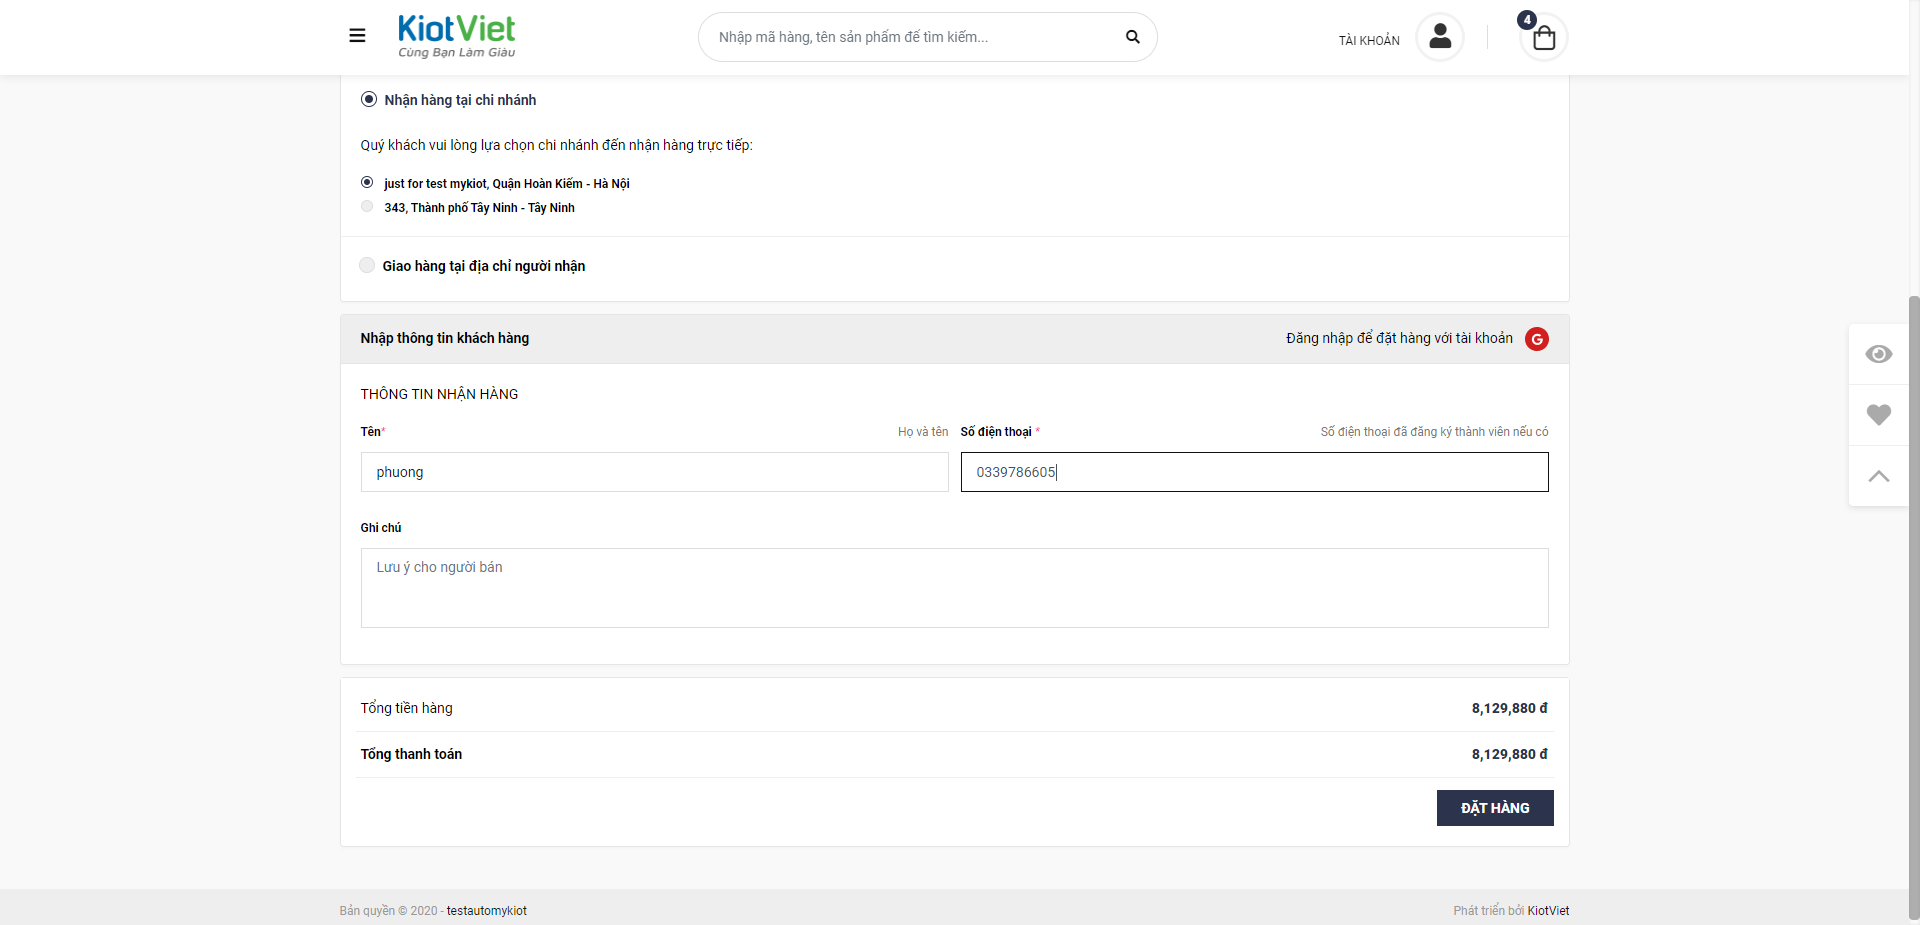 KiotViet
Cùng Bạn Làm Giàu
Nhập mã hàng, tên sản phẩm để tìm kiếm...
TÀI KHOẢN
4
Nhận hàng tại chi nhánh
Quý khách vui lòng lựa chọn chi nhánh đến nhận hàng trực tiếp:
just for test mykiot, Quận Hoàn Kiếm - Hà Nội
343, Thành phố Tây Ninh - Tây Ninh
Giao hàng tại địa chỉ người nhận
Nhập thông tin khách hàng
Đăng nhập để đặt hàng với tài khoản
G
THÔNG TIN NHẬN HÀNG
Tên*
Họ và tên
Số điện thoại *
Số điện thoại đã đăng ký thành viên nếu có
phuong
0339786605
Ghi chú
Lưu ý cho người bán
Tổng tiền hàng
8,129,880 đ
Tổng thanh toán
8,129,880 đ
ĐẶT HÀNG
Bản quyền © 2020 - testautomykiot
Phát triển bởi KiotViet